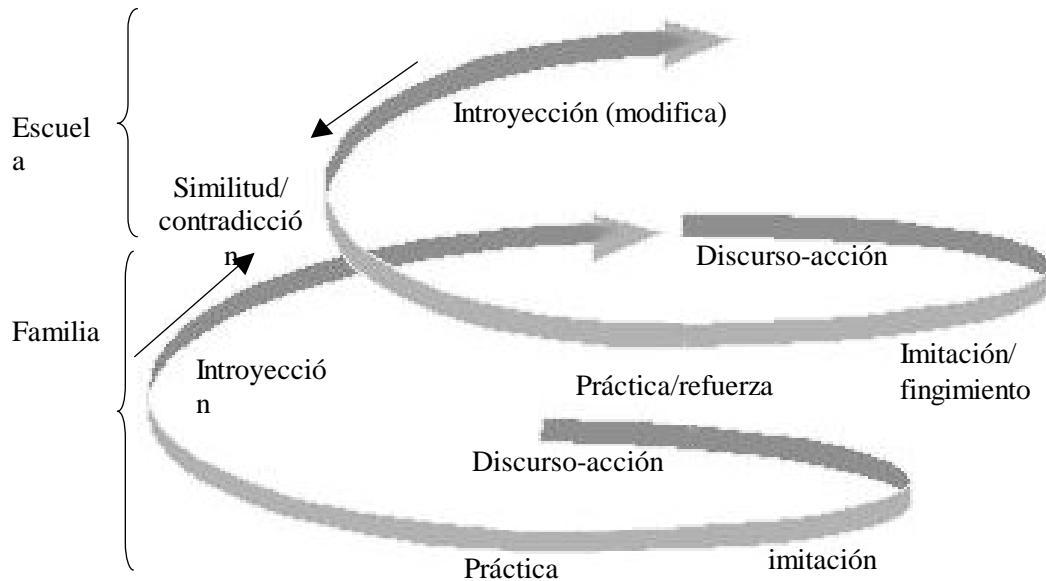 Introyección (modifica)
Escuel
a
Similitud/
contradicció
n
Discurso-acción
Familia
Imitación/
fingimiento
Introyecció
n
Práctica/refuerza
Discurso-acción
imitación
Práctica